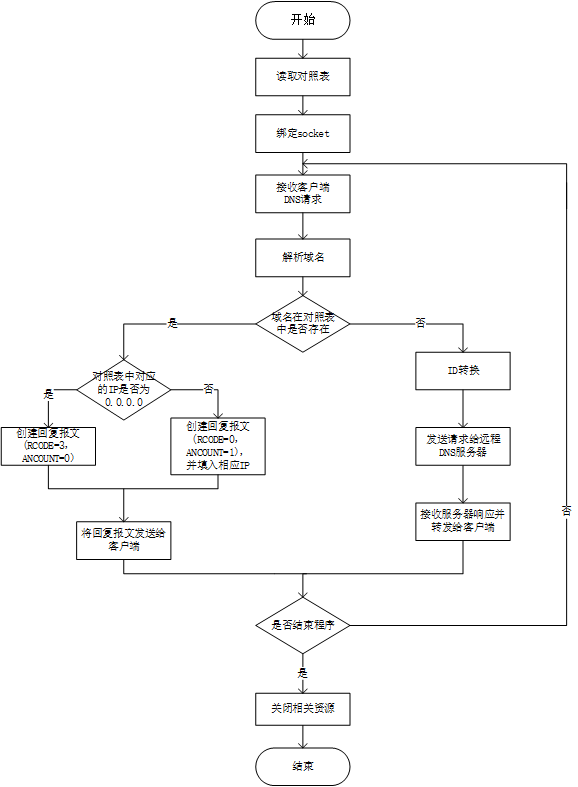 开始
读取对照表
绑定socket
接收客户端
DNS请求
解析域名
域名在对照表
中是否存在
是
否
对照表中对应
的IP是否为
0.0.0.0
ID转换
是
否
创建回复报文
(RCODE=3,
ANCOUNT=0)
创建回复报文
(RCODE=0,
ANCOUNT=1),
并填入相应IP
发送请求给远程
DNS服务器
将回复报文发送给
客户端
接收服务器响应并
转发给客户端
否
是否结束程序
是
关闭相关资源
结束